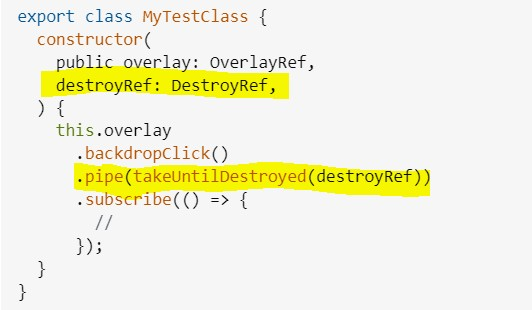 export class MyTestClass {
  constructor(
    public overlay: OverlayRef,
    destroyRef: DestroyRef,
  ) {
    this.overlay
      .backdropClick()
      .pipe(takeUntilDestroyed(destroyRef))
      .subscribe(() => {
        //
      });
  }
}